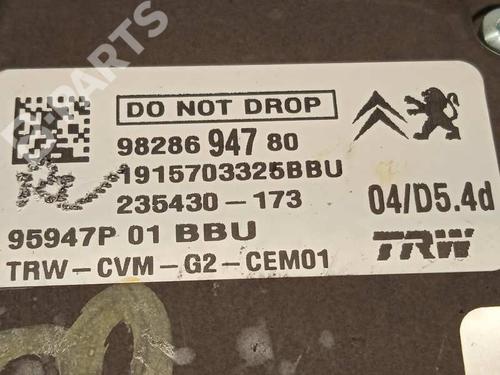 B-PARTS
DO NOT DROP
98286 947 80
1915703325BBU
235430-173
04/D5.4d
95947P 01 BBU
TRW
TRW-CVM-G2-CEM01